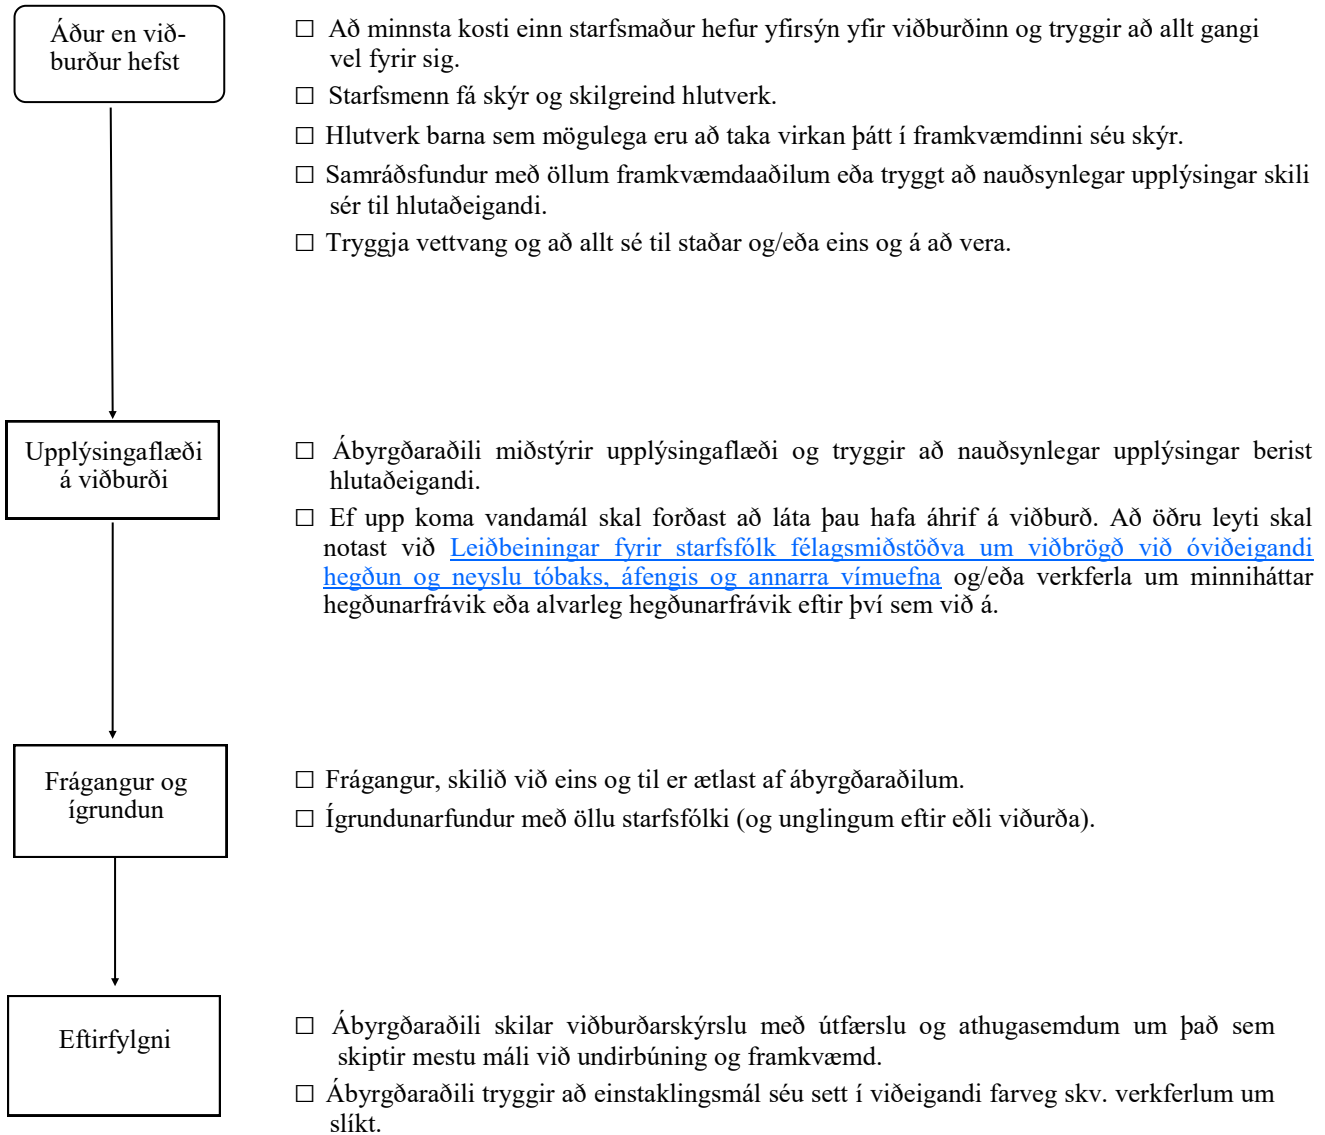 Áður en við-
burður hefst
☐ Að minnsta kosti einn starfsmaður hefur yfirsýn yfir viðburðinn og tryggir að allt gangi
vel fyrir sig.
☐ Starfsmenn fá skýr og skilgreind hlutverk.
☐ Hlutverk barna sem mögulega eru að taka virkan þátt í framkvæmdinni séu skýr.
☐ Samráðsfundur með öllum framkvæmdaaðilum eða tryggt að nauðsynlegar upplýsingar skili
sér til hlutaðeigandi.
☐ Tryggja vettvang og að allt sé til staðar og/eða eins og á að vera.
Upplýsingaflæði
á viðburði
☐ Ábyrgðaraðili miðstýrir upplýsingaflæði og tryggir að nauðsynlegar upplýsingar berist
hlutaðeigandi.
☐ Ef upp koma vandamál skal forðast að láta þau hafa áhrif á viðburð. Að öðru leyti skal
notast við Leiðbeiningar fyrir starfsfólk félagsmiðstöðva um viðbrögð við óviðeigandi
hegðun og neyslu tóbaks, áfengis og annarra vímuefna og/eða verkferla um minniháttar
hegðunarfrávik eða alvarleg hegðunarfrávik eftir því sem við á.
Frágangur og
ígrundun
☐ Frágangur, skilið við eins og til er ætlast af ábyrgðaraðilum.
☐ Ígrundunarfundur með öllu starfsfólki (og unglingum eftir eðli viðurða).
Eftirfylgni
☐ Ábyrgðaraðili skilar viðburðarskýrslu með útfærslu og athugasemdum um það sem
skiptir mestu máli við undirbúning og framkvæmd.
☐ Ábyrgðaraðili tryggir að einstaklingsmál séu sett í viðeigandi farveg skv. verkferlum um
slíkt.